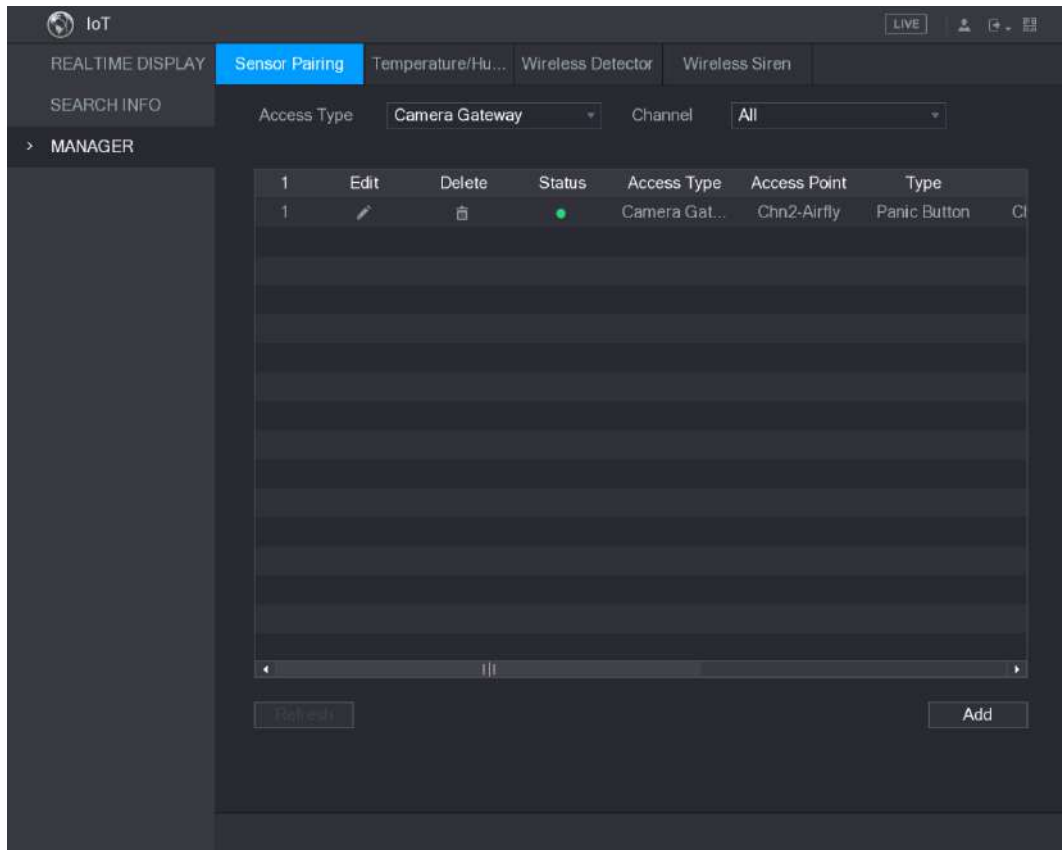 IoT LIVE
REALTIME DISPLAY
SEARCH INFO
> MANAGER
Sensor Pairing Temperature/Hu... Wireless Detector Wireless Siren
Access Type Camera Gateway Channel All
1 Edit Delete Status Access Type Access Point Type
1 Camera Gat... Chn2-Airfly Panic Button
Refresh Add